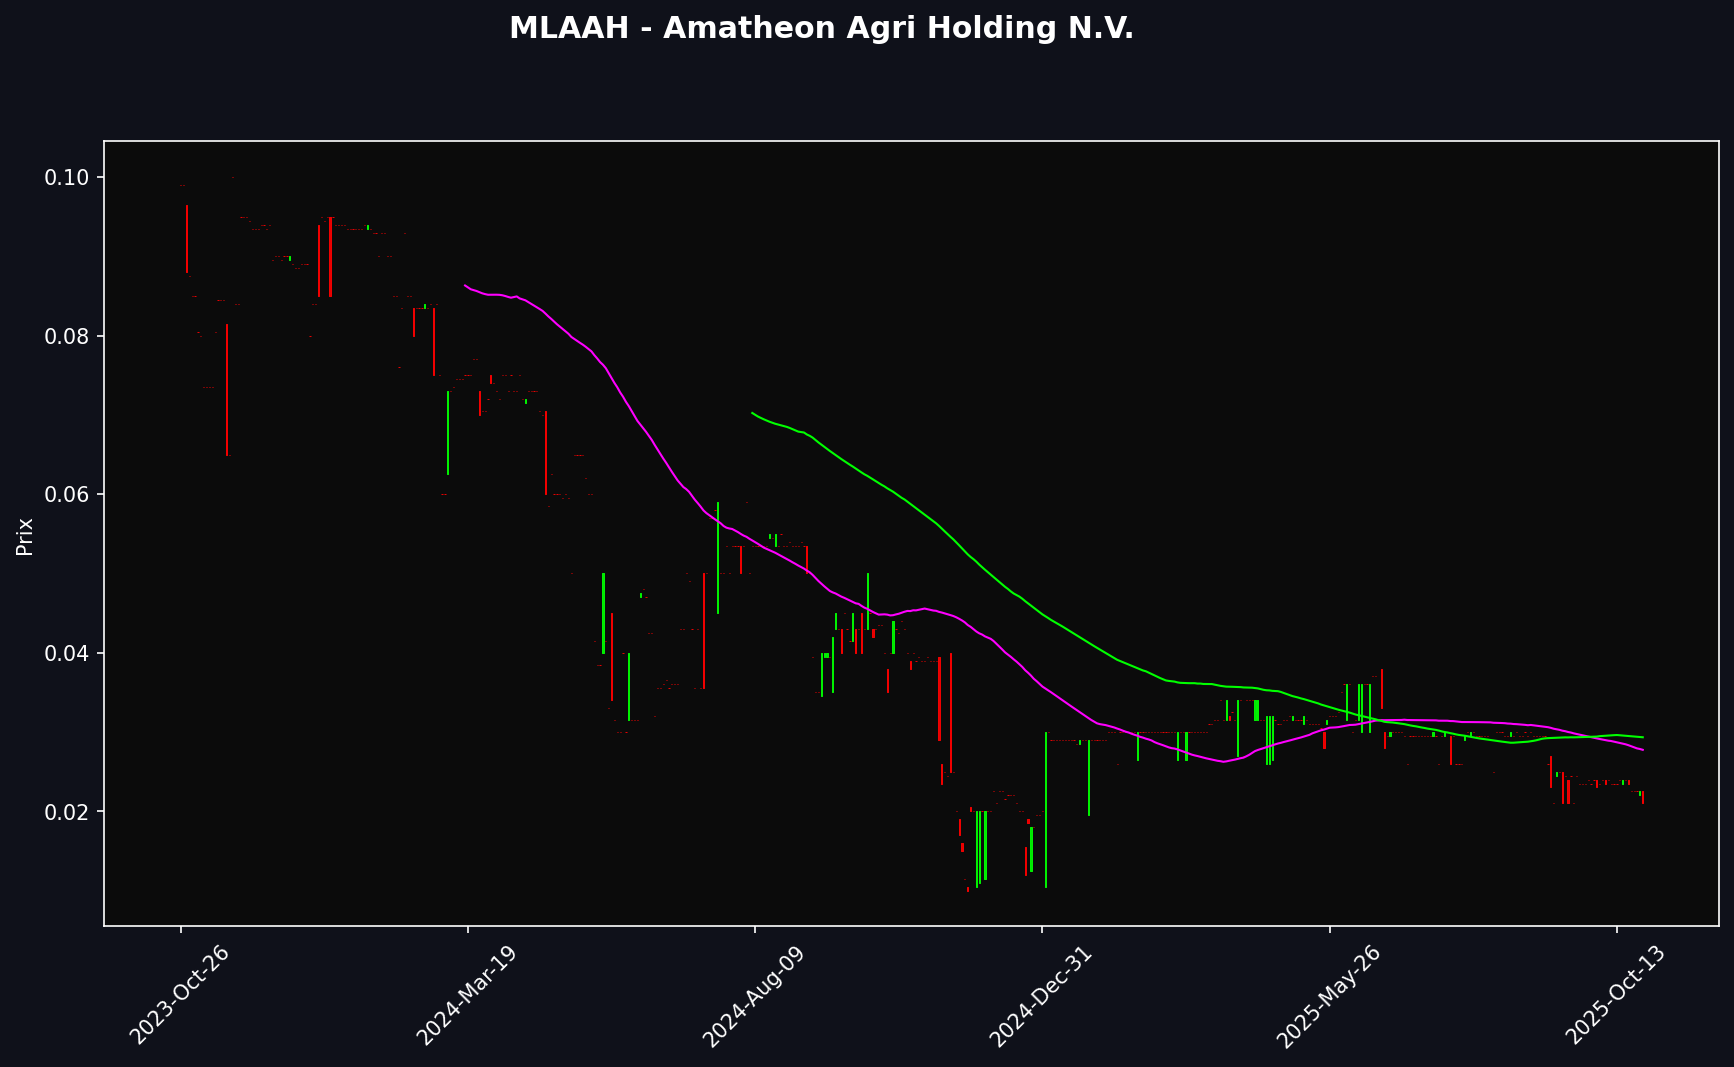 MLAAH - Amatheon Agri Holding N.V.
Prix
0.10
0.08
0.06
0.04
0.02
2023-Oct-26
2024-Mar-19
2024-Aug-09
2024-Dec-31
2025-May-26
2025-Oct-13